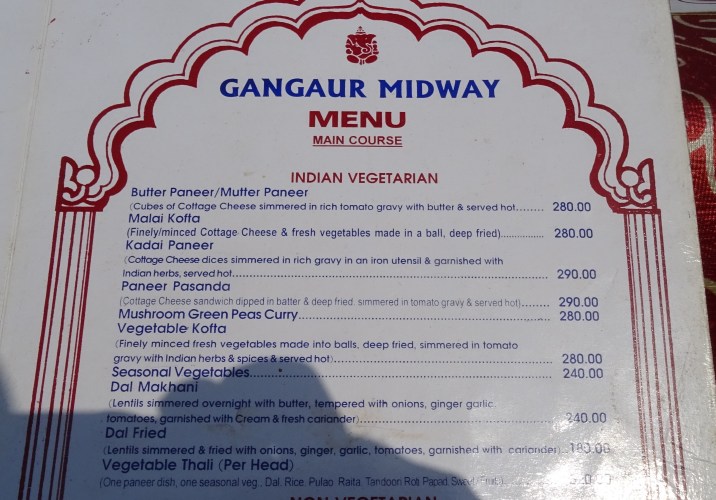 GANGAUR MIDWAY
MENU
MAIN COURSE
INDIAN VEGETARIAN
Butter Paneer/Mutter Paneer
(Cubes of Cottage Cheese simmered in rich tomato gravy with butter & served hot........ 280.00
Malai Kofta
(Finely/minced Cottage Cheese & fresh vegetables made in a ball, deep fried)................ 280.00
Kadai Paneer
(Cottage Cheese dices simmered in rich gravy in an iron utensil & garnished with
Indian herbs, served hot........ 290.00
Paneer Pasanda
(Cottage Cheese sandwich dipped in batter & deep fried. simmered in tomato gravy & served hot)........ 290.00
Mushroom Green Peas Curry........ 280.00
Vegetable Kofta
(Finely minced fresh vegetables made into balls, deep fried, simmered in tomato
gravy with Indian herbs & spices & served hot)........ 280.00
Seasonal Vegetables........ 240.00
Dal Makhani
(Lentils simmered overnight with butter, tempered with onions, ginger garlic,
tomatoes, garnished with Cream & fresh cariander)........ 240.00
Dal Fried
(Lentils simmered & fried with onions, ginger, garlic, tomatoes, garnished with cariander)...180.00
Vegetable Thali (Per Head)
(One paneer dish, one seasonal veg., Dal. Rice. Pulao. Raita. Tandoori Roti Papad
NON VEGETARIAN